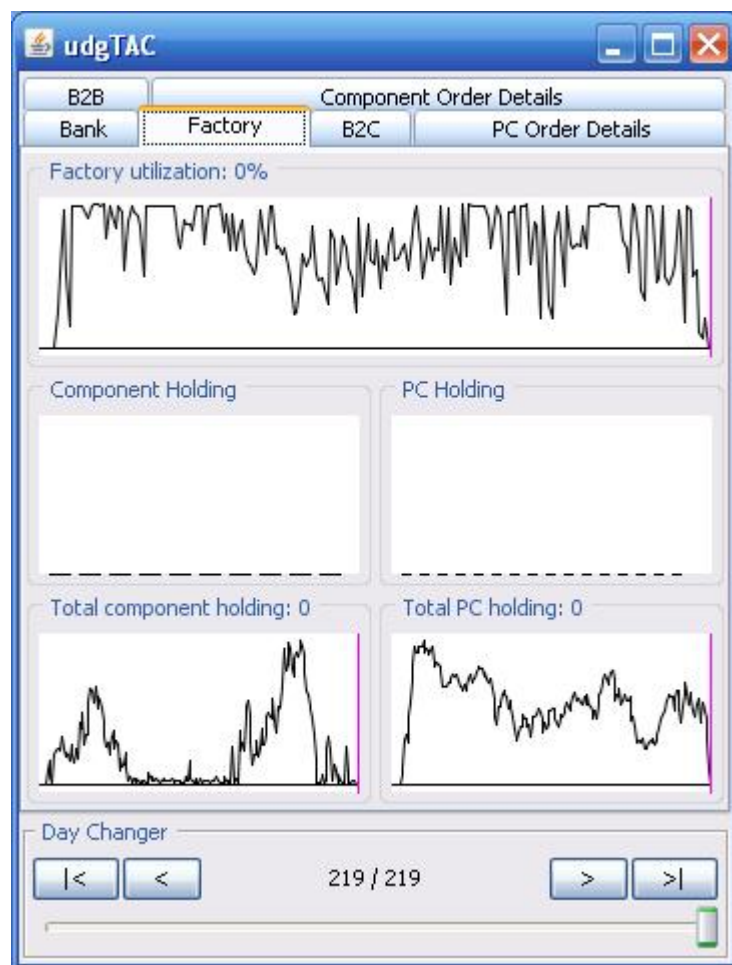 udgTAC
B2B Component Order Details
Bank Factory B2C PC Order Details
Factory utilization: 0%
Component Holding PC Holding
Total component holding: 0 Total PC holding: 0
Day Changer
|< < 219 / 219 > >|